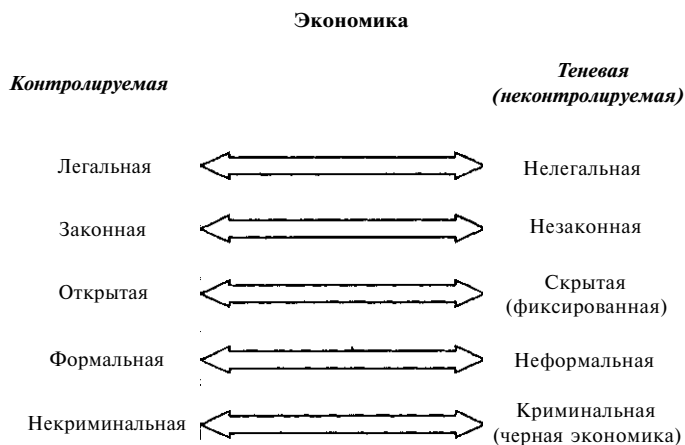 Экономика
Контролируемая
Теневая
(неконтролируемая)
Легальная
Нелегальная
Законная
Незаконная
Открытая
Скрытая
(фиксированная)
Формальная
Неформальная
Некриминальная
Криминальная
(черная экономика)